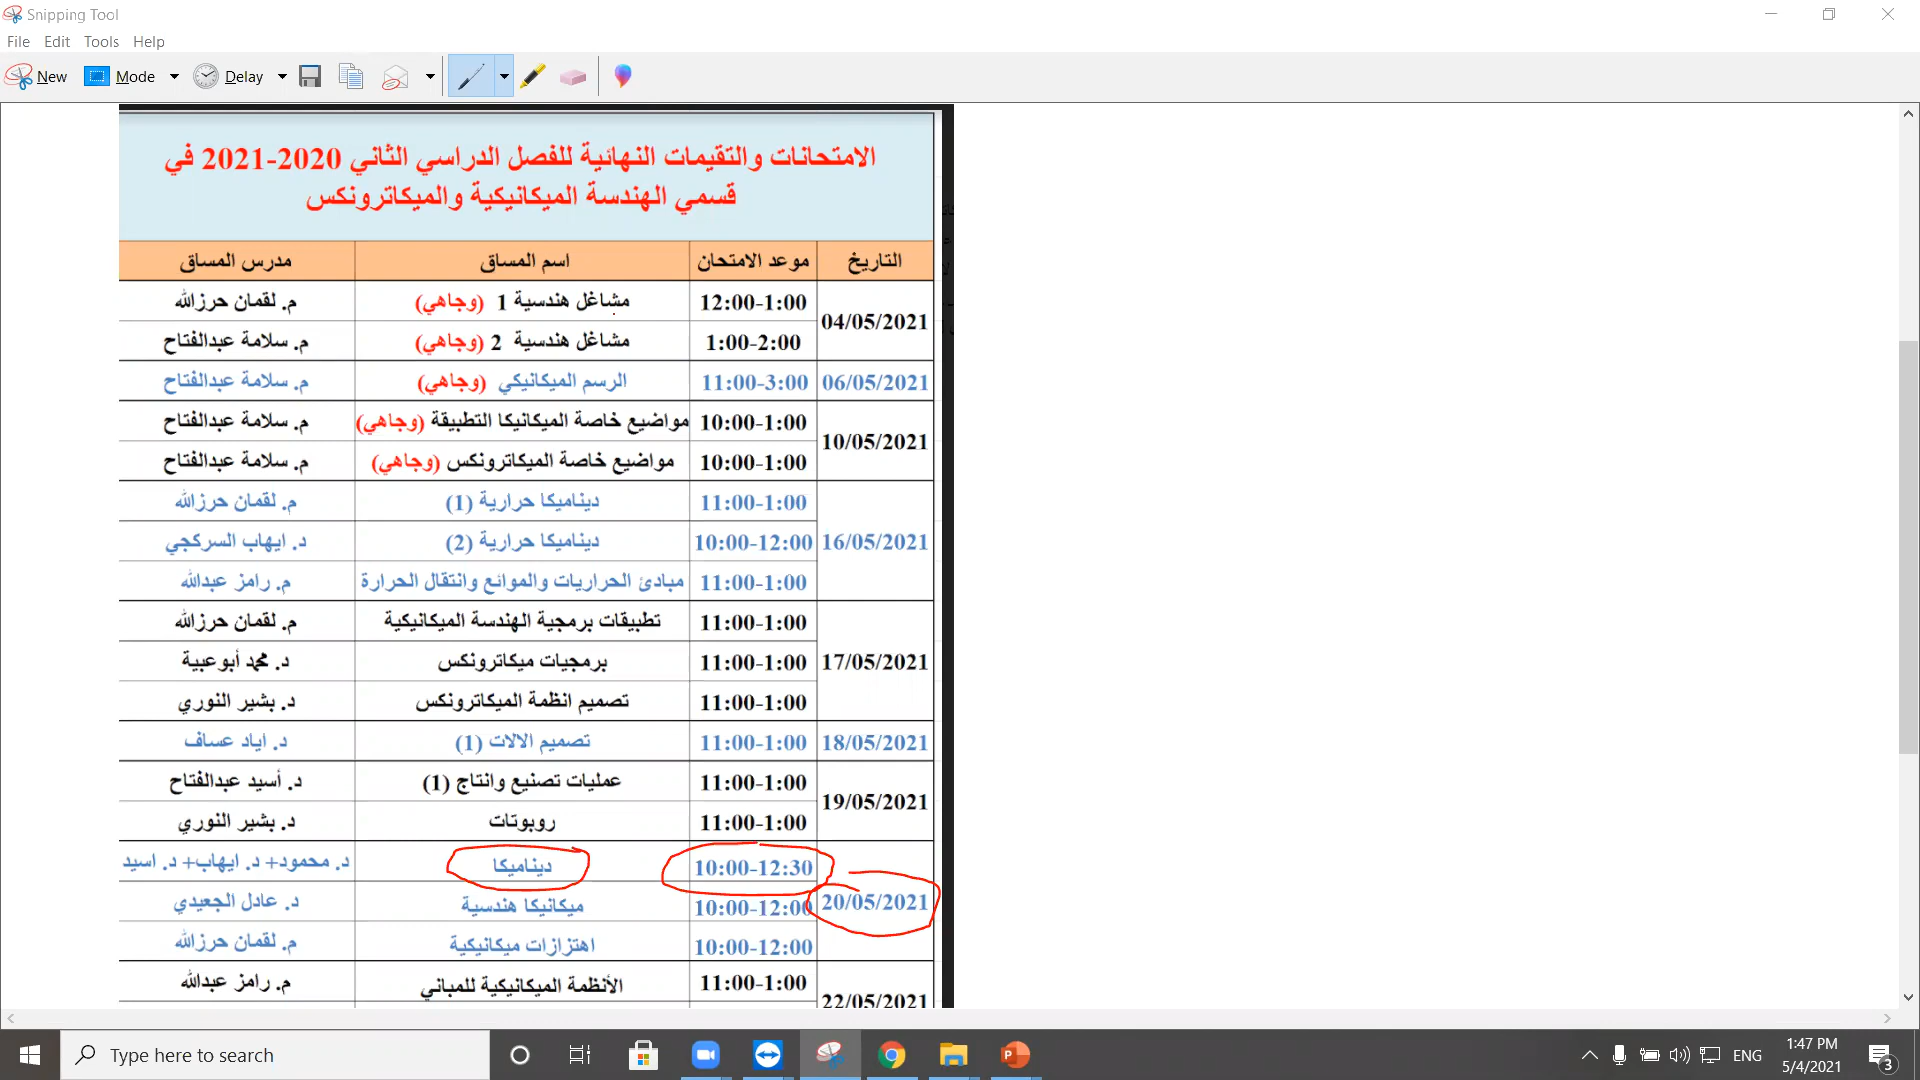 Snipping Tool
File Edit Tools Help
New Mode Delay
الامتحانات والتقيمات النهائية للفصل الدراسي الثاني 2020-2021 في
قسمي الهندسة الميكانيكية والميكاترونكس
التاريخ موعد الامتحان اسم المساق مدرس المساق
04/05/2021
12:00-1:00 مشاغل هندسية 1 (وجاهي) م. لقمان حرزالله
1:00-2:00 مشاغل هندسية 2 (وجاهي) م. سلامة عبدالفتاح
06/05/2021 11:00-3:00 الرسم الميكانيكي (وجاهي) م. سلامة عبدالفتاح
10/05/2021
10:00-1:00 مواضيع خاصة الميكانيكا التطبيقة (وجاهي) م. سلامة عبدالفتاح
10:00-1:00 مواضيع خاصة الميكاترونكس (وجاهي) م. سلامة عبدالفتاح
16/05/2021
11:00-1:00 ديناميكا حرارية (1) م. لقمان حرزالله
10:00-12:00 ديناميكا حرارية (2) د. ايهاب السركجي
11:00-1:00 مبادئ الحراريات والموائع وانتقال الحرارة م. رامز عبدالله
17/05/2021
11:00-1:00 تطبيقات برمجية الهندسة الميكانيكية م. لقمان حرزالله
11:00-1:00 برمجيات ميكاترونكس د. محمد أبوعبية
11:00-1:00 تصميم انظمة الميكاترونكس د. بشير النوري
18/05/2021 11:00-1:00 تصميم الالات (1) د. اياد عساف
19/05/2021
11:00-1:00 عمليات تصنيع وانتاج (1) د. أسيد عبدالفتاح
11:00-1:00 روبوتات د. بشير النوري
20/05/2021
10:00-12:30 ديناميكا د. محمود+ د. ايهاب+ د. اسيد
10:00-12:00 ميكانيكا هندسية د. عادل الجعيدي
10:00-12:00 اهتزازات ميكانيكية م. لقمان حرزالله
22/05/2021
11:00-1:00 الأنظمة الميكانيكية للمباني م. رامز عبدالله
Type here to search
ENG
1:47 PM
5/4/2021
3